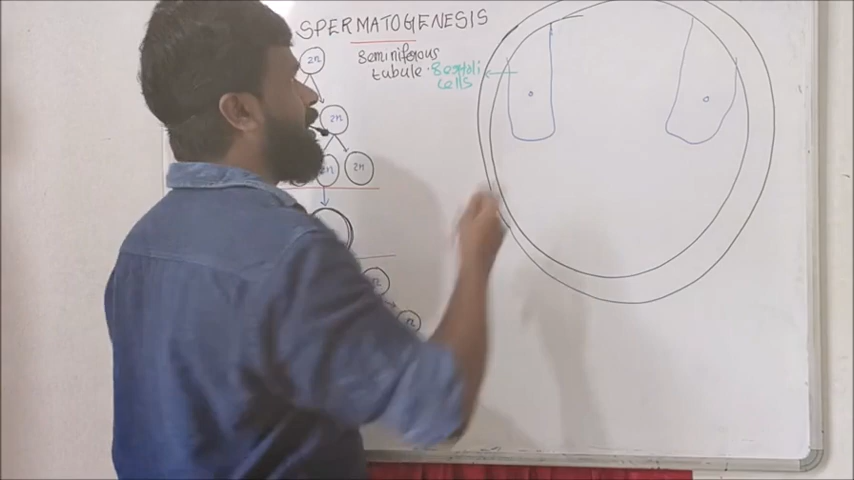 SPERMATOGENESIS
Seminiferous
tubule.
Sertoli
cells
2n
2n
2n
2n
n
n